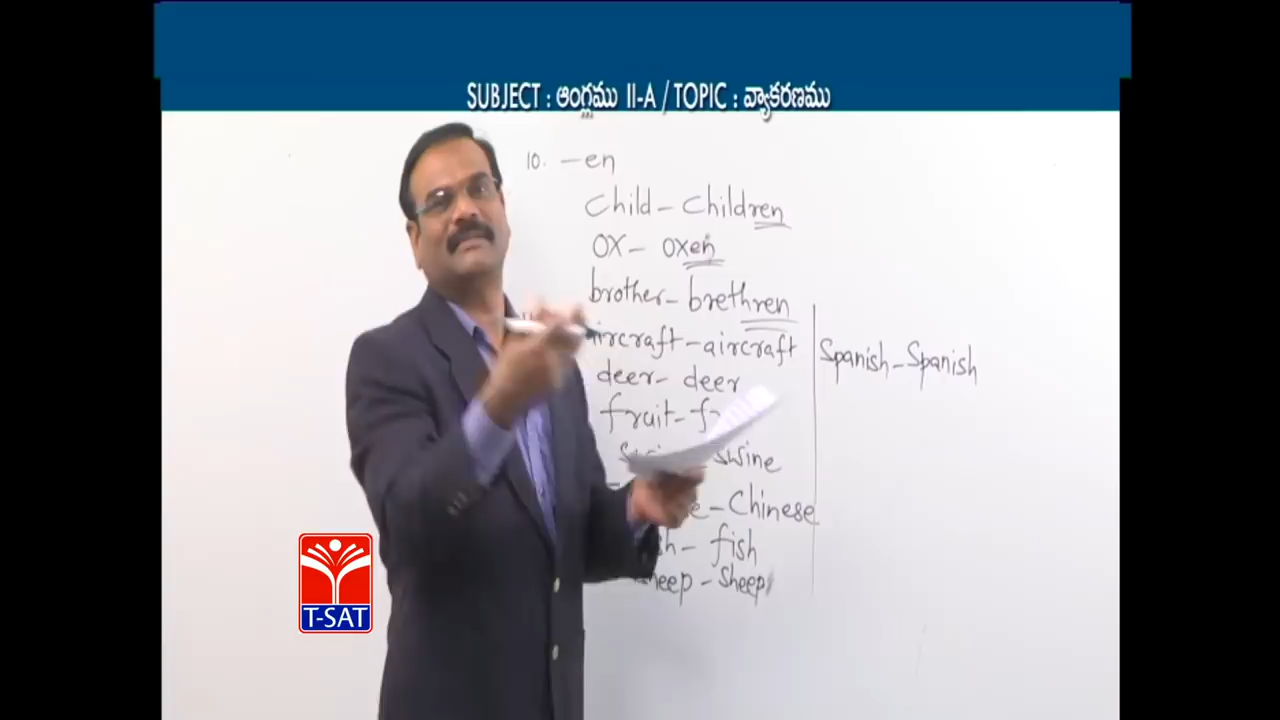 SUBJECT : ఆంగ్లము II-A / TOPIC : వ్యాకరణము
10. -en
Child - Children
OX - oxen
brother - brethren
aircraft - aircraft
deer - deer
fruit -
swine
- Chinese
- fish
sheep - sheep
Spanish - Spanish
T-SAT